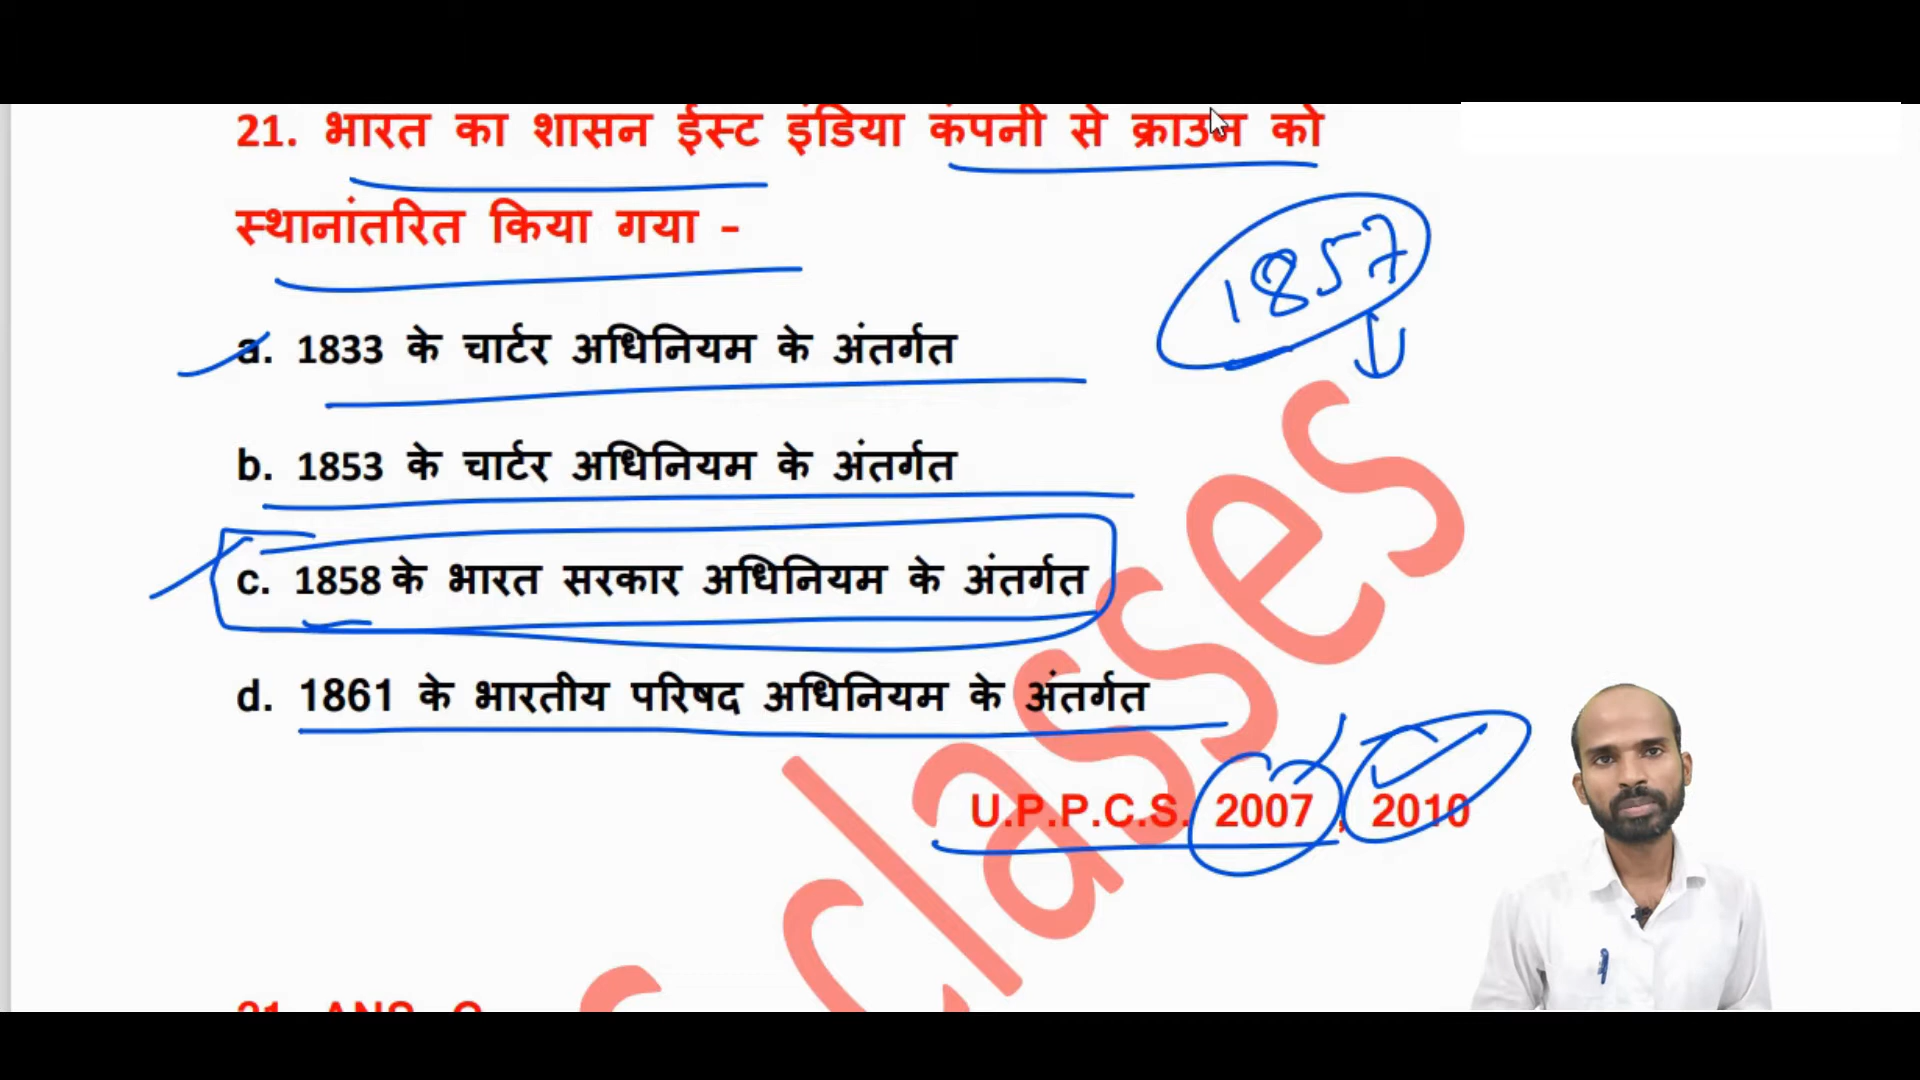 21. भारत का शासन ईस्ट इंडिया कंपनी से क्राउन को
स्थानांतरित किया गया -
1857
a. 1833 के चार्टर अधिनियम के अंतर्गत
b. 1853 के चार्टर अधिनियम के अंतर्गत
c. 1858 के भारत सरकार अधिनियम के अंतर्गत
d. 1861 के भारतीय परिषद अधिनियम के अंतर्गत
U.P.P.C.S. 2007, 2010
classes
21. ANS. C